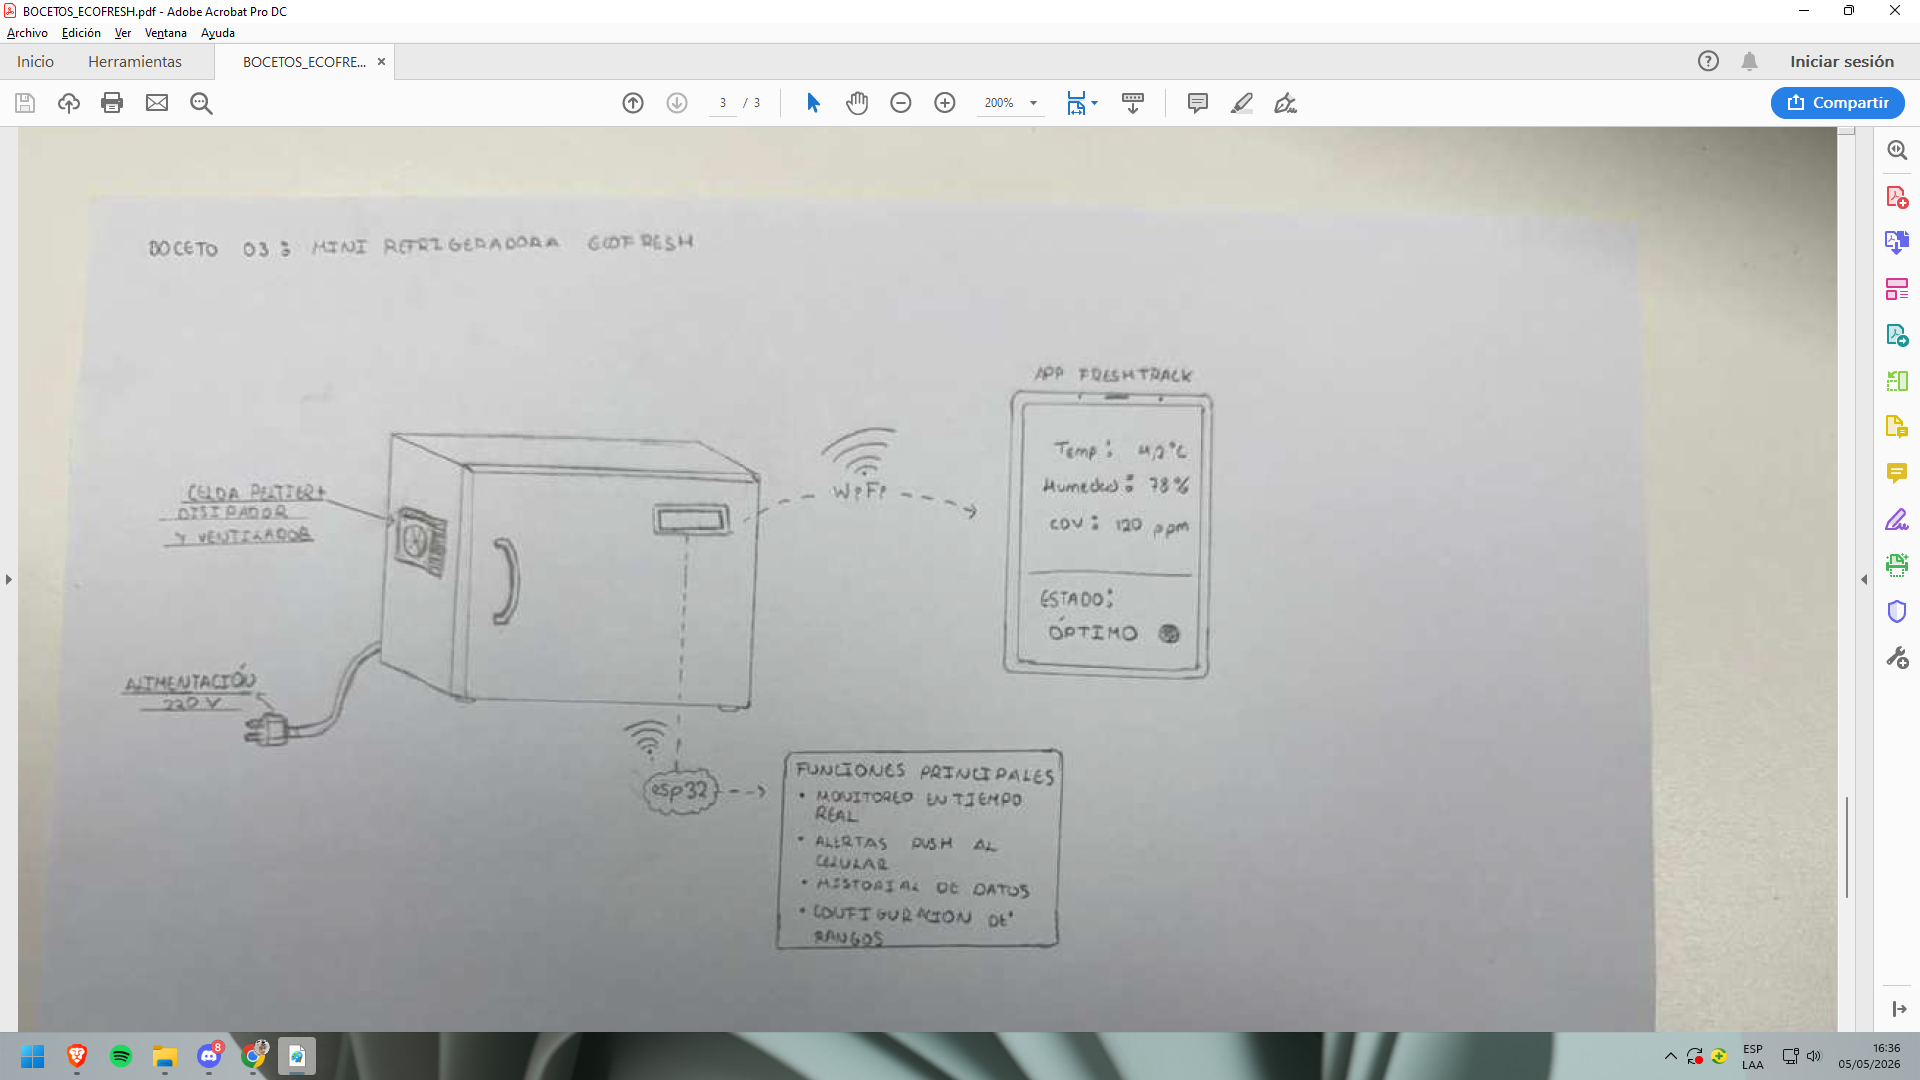 BOCETOS_ECOFRESH.pdf - Adobe Acrobat Pro DC
Archivo Edición Ver Ventana Ayuda
Inicio Herramientas BOCETOS_ECOFRE... × Iniciar sesión
3 / 3 200% Compartir
BOCETO 03 : MINI REFRIGERADORA ECOFRESH
APP FRESHTRACK
Temp : 4,2°C
Humedad : 78%
COV : 120 ppm
ESTADO:
ÓPTIMO
WiFi
CELDA PELTIER +
DISIPADOR
Y VENTILADOR
ALIMENTACIÓN
220 V
esp32
FUNCIONES PRINCIPALES
• MONITOREO EN TIEMPO
REAL
• ALERTAS PUSH AL
CELULAR
• HISTORIAL DE DATOS
• CONFIGURACION DE
RANGOS
8
ESP
LAA
16:36
05/05/2026